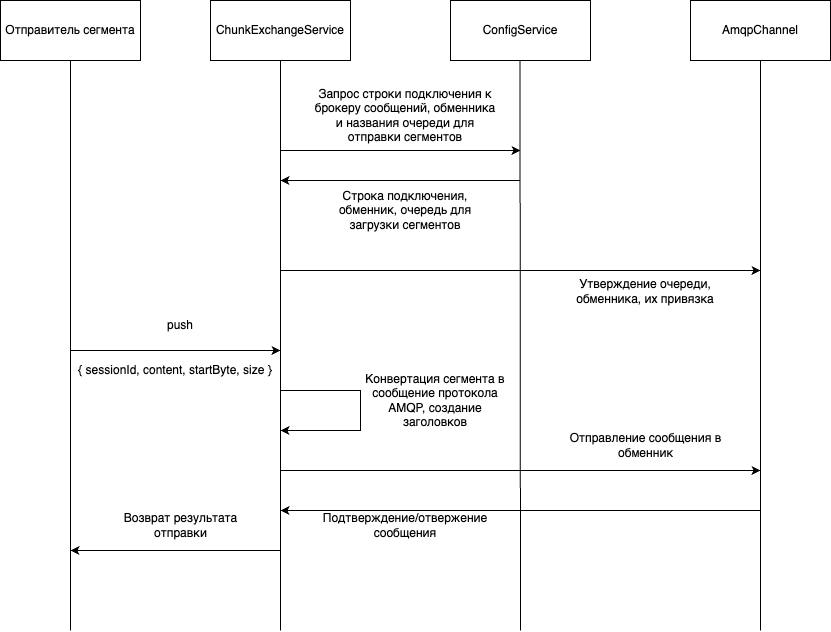 Отправитель сегмента
ChunkExchangeService
ConfigService
AmqpChannel
Запрос строки подключения к
брокеру сообщений, обменника
и названия очереди для
отправки сегментов
Строка подключения,
обменник, очередь для
загрузки сегментов
Утверждение очереди,
обменника, их привязка
push
{ sessionId, content, startByte, size }
Конвертация сегмента в
сообщение протокола
AMQP, создание
заголовков
Отправление сообщения в
обменник
Подтверждение/отвержение
сообщения
Возврат результата
отправки